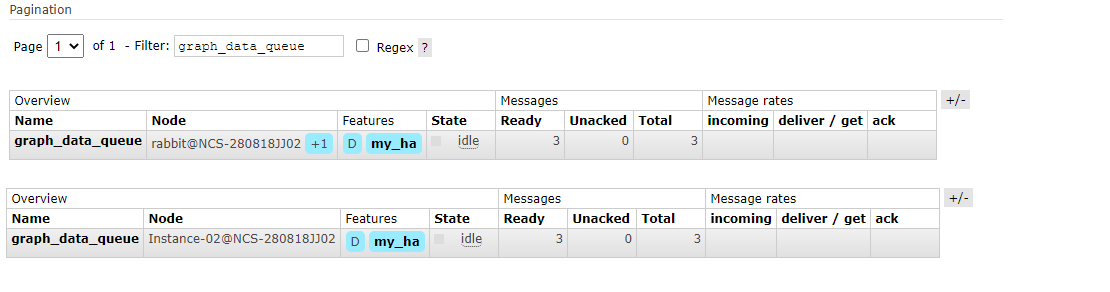 Pagination
Page 1 of 1 - Filter: graph_data_queue Regex ?
Overview Messages Message rates +/-
Name Node Features State Ready Unacked Total incoming deliver / get ack
graph_data_queue rabbit@NCS-280818JJ02 +1 D my_ha idle 3 0 3
Overview Messages Message rates +/-
Name Node Features State Ready Unacked Total incoming deliver / get ack
graph_data_queue Instance-02@NCS-280818JJ02 D my_ha idle 3 0 3